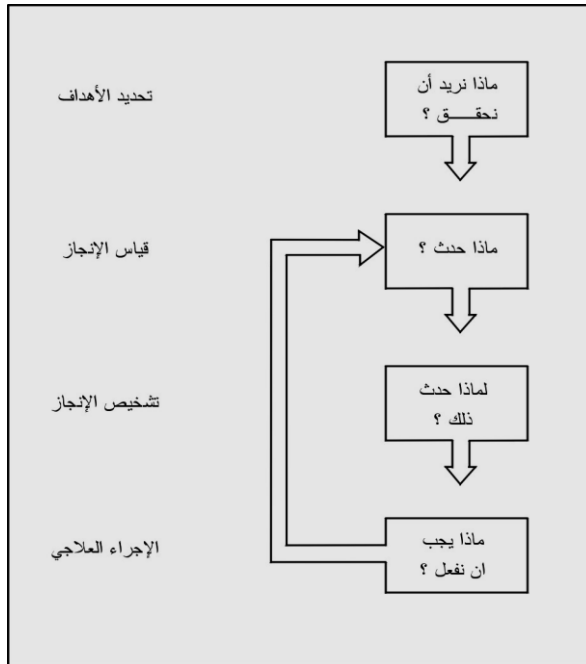 ماذا نريد أن
نحقــــق ؟
تحديد الأهداف
ماذا حدث ؟
قياس الإنجاز
لماذا حدث
ذلك ؟
تشخيص الإنجاز
ماذا يجب
ان نفعل ؟
الإجراء العلاجي